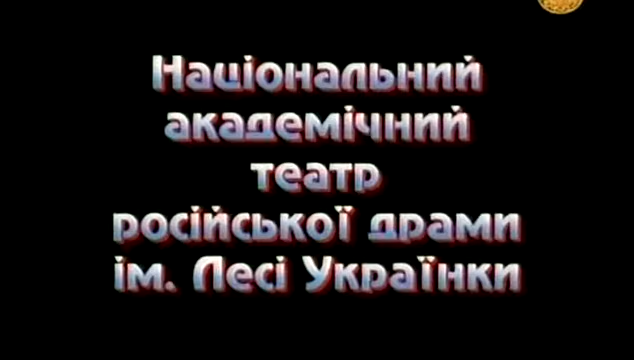 Національний
академічний
театр
російської драми
ім. Лесі Українки